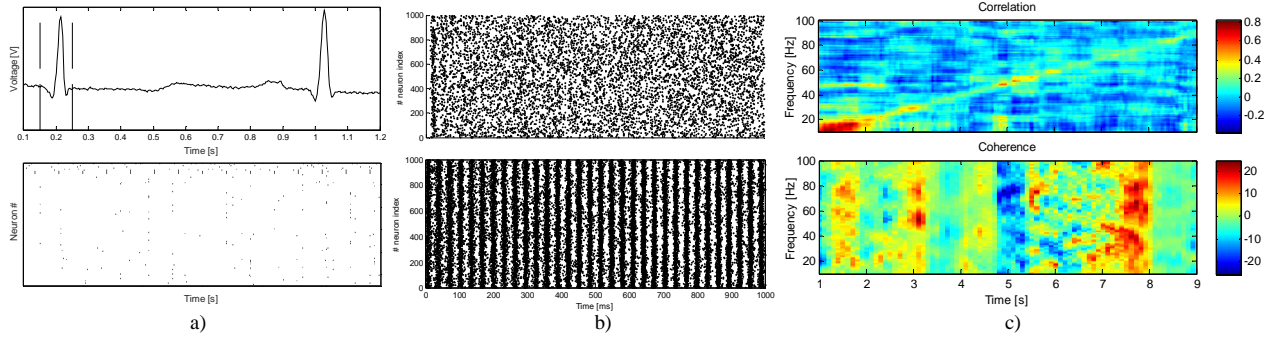 Voltage [V]
0.1 0.2 0.3 0.4 0.5 0.6 0.7 0.8 0.9 1 1.1 1.2
Time [s]
Neuron #
Time [s]
a)
1000
800
600
400
200
0
# neuron index
1000
800
600
400
200
0
# neuron index
0 100 200 300 400 500 600 700 800 900 1000
Time [ms]
b)
Correlation
100
80
60
40
20
Frequency [Hz]
0.8
0.6
0.4
0.2
0
-0.2
Coherence
100
80
60
40
20
Frequency [Hz]
20
10
0
-10
-20
1 2 3 4 5 6 7 8 9
Time [s]
c)